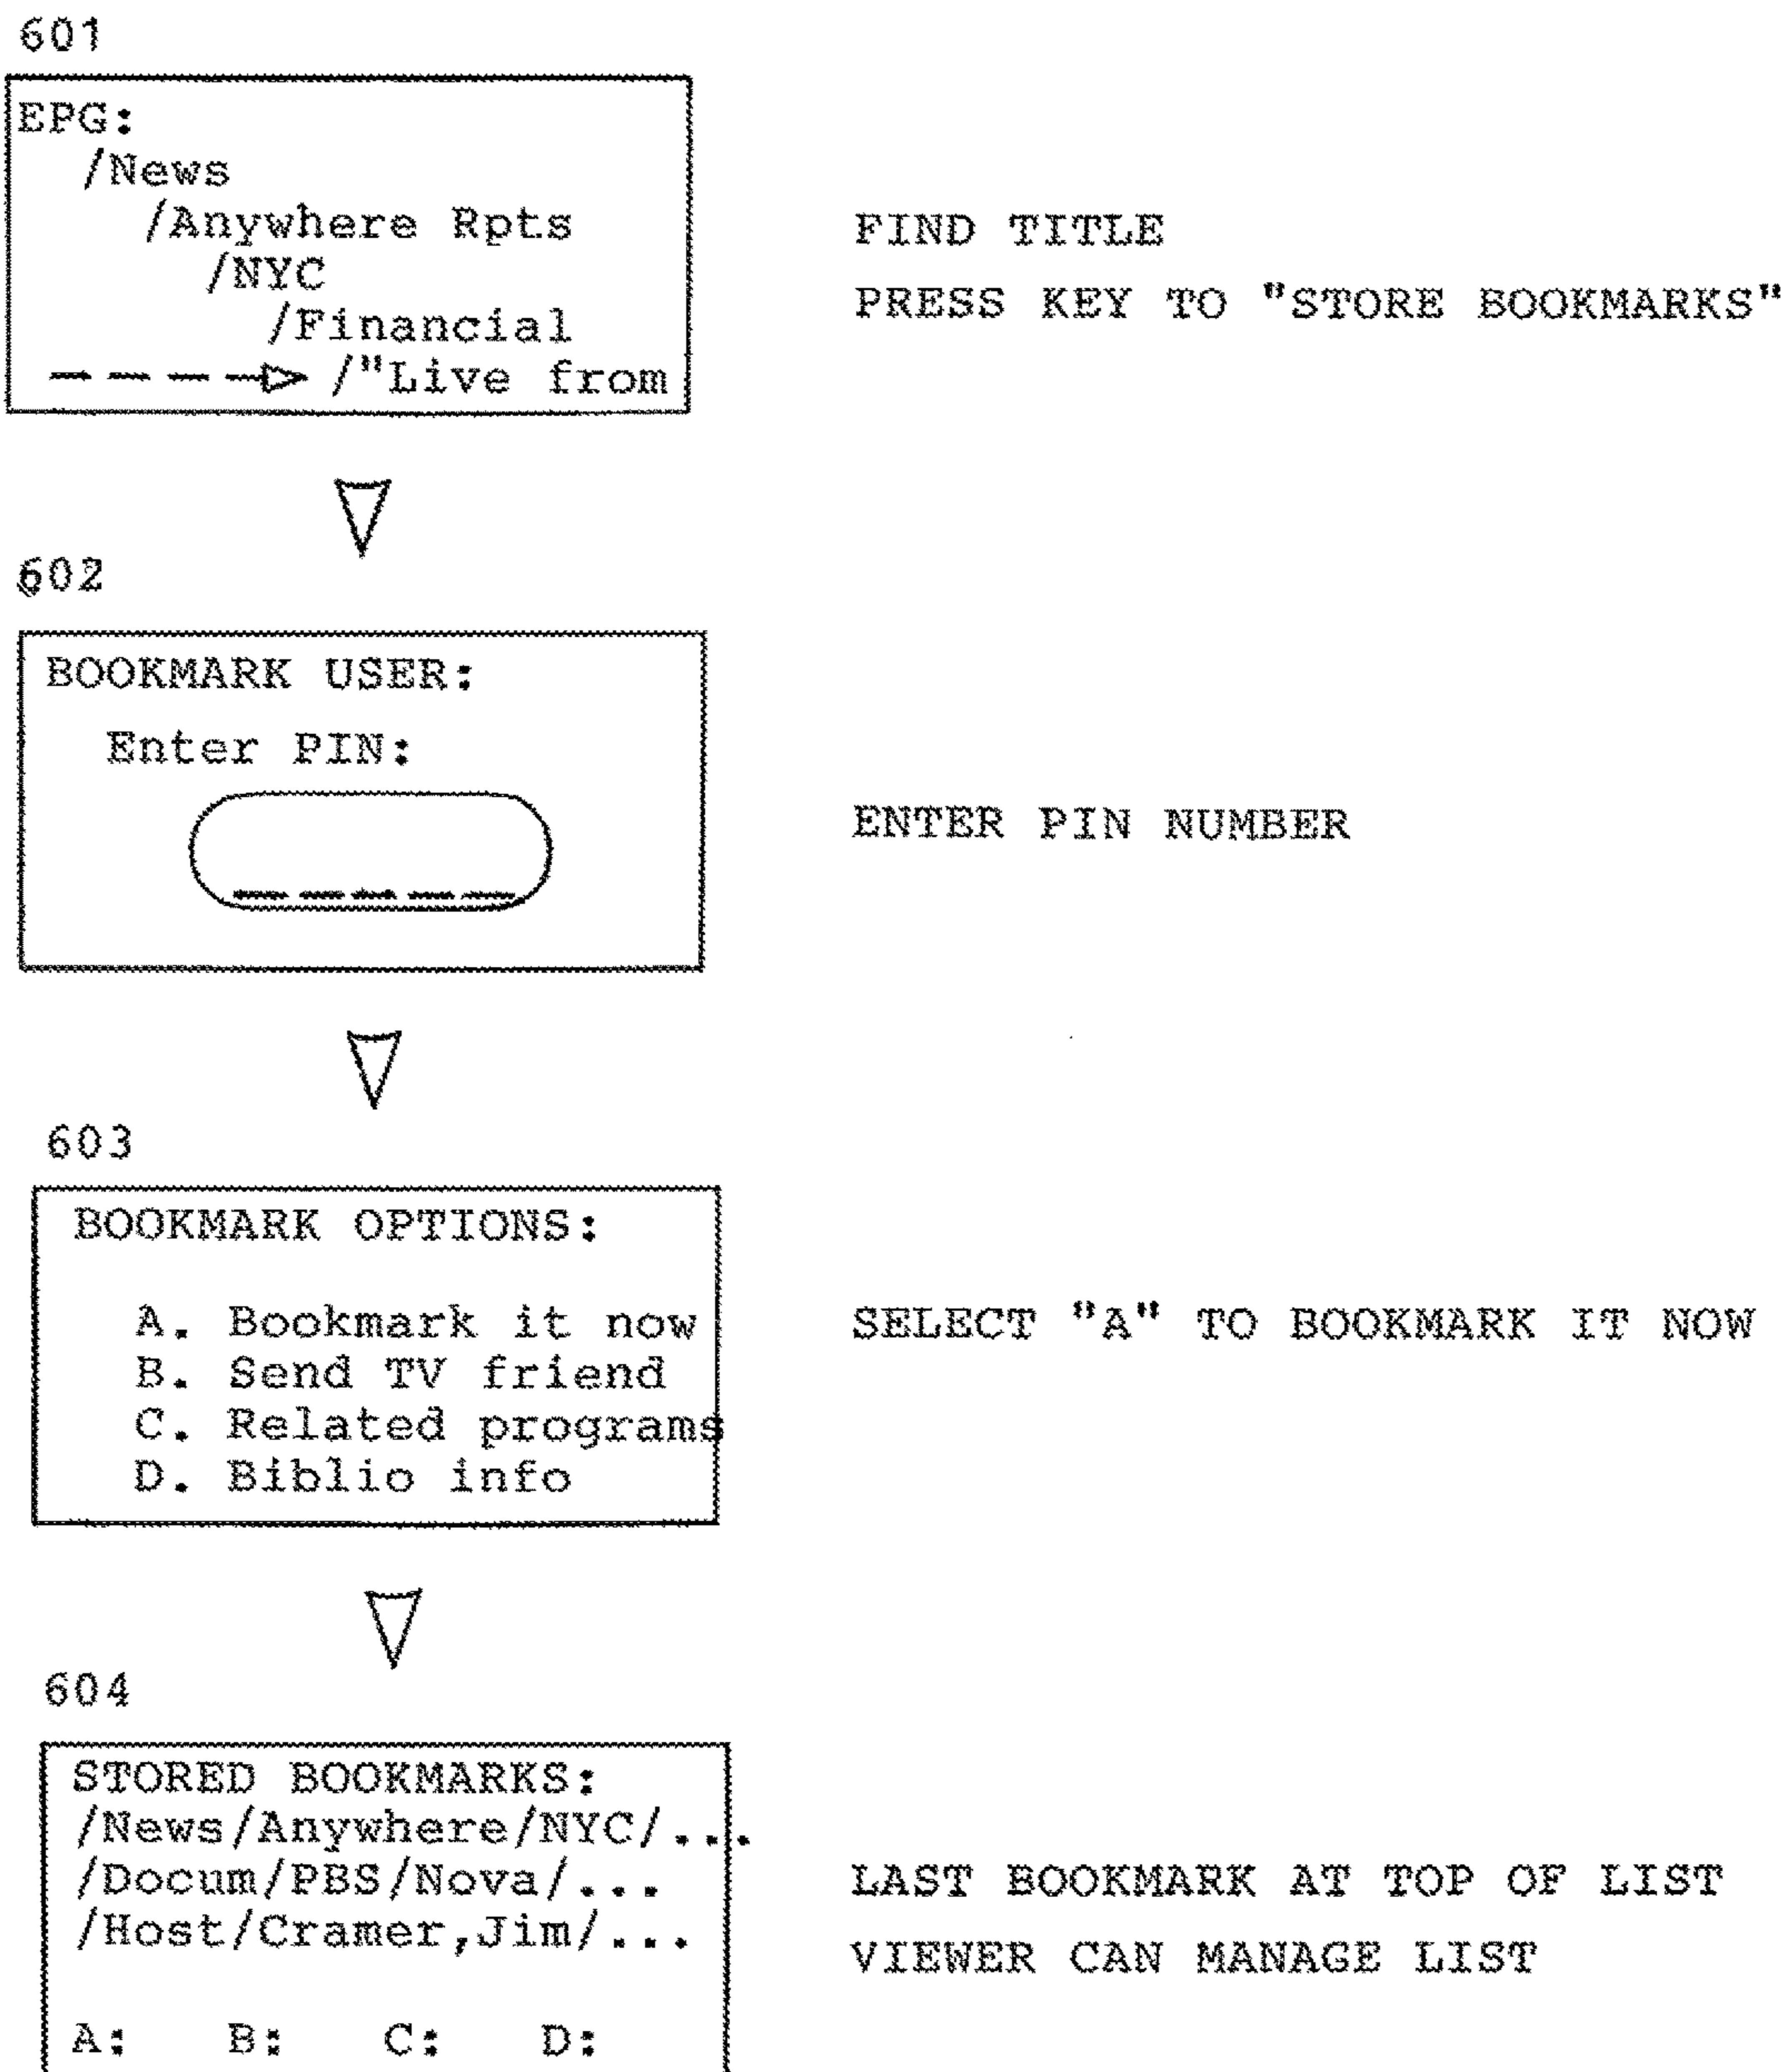 601
EPG:
/News
/Anywhere Rpts
/NYC
/Financial
/"Live from
FIND TITLE
PRESS KEY TO "STORE BOOKMARKS"
602
BOOKMARK USER:
Enter PIN:
ENTER PIN NUMBER
603
BOOKMARK OPTIONS:
A. Bookmark it now
B. Send TV friend
C. Related programs
D. Biblio info
SELECT "A" TO BOOKMARK IT NOW
604
STORED BOOKMARKS:
/News/Anywhere/NYC/...
/Docum/PBS/Nova/...
/Host/Cramer,Jim/...
A: B: C: D:
LAST BOOKMARK AT TOP OF LIST
VIEWER CAN MANAGE LIST